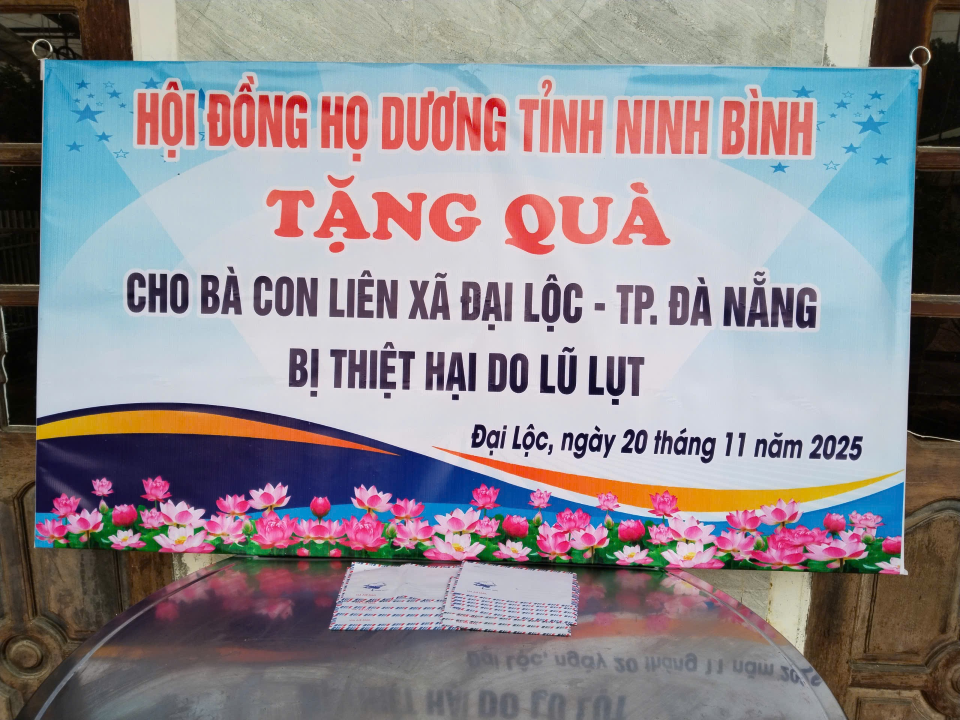 HỘI ĐỒNG HỌ DƯƠNG TỈNH NINH BÌNH
TẶNG QUÀ
CHO BÀ CON LIÊN XÃ ĐẠI LỘC - TP. ĐÀ NẴNG
BỊ THIỆT HẠI DO LŨ LỤT
Đại Lộc, ngày 20 tháng 11 năm 2025